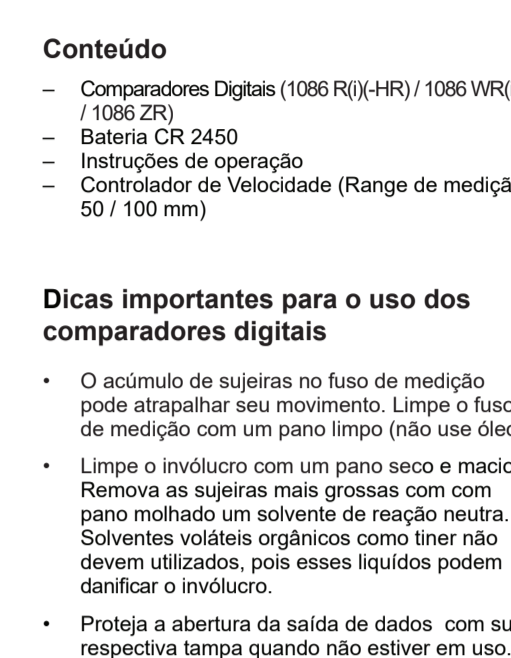 Conteúdo
– Comparadores Digitais (1086 R(i)(-HR) / 1086 WR(
/ 1086 ZR)
– Bateria CR 2450
– Instruções de operação
– Controlador de Velocidade (Range de mediçã
50 / 100 mm)
Dicas importantes para o uso dos
comparadores digitais
• O acúmulo de sujeiras no fuso de medição
pode atrapalhar seu movimento. Limpe o fuso
de medição com um pano limpo (não use óleo
• Limpe o invólucro com um pano seco e macio
Remova as sujeiras mais grossas com com
pano molhado um solvente de reação neutra.
Solventes voláteis orgânicos como tiner não
devem utilizados, pois esses liquídos podem
danificar o invólucro.
• Proteja a abertura da saída de dados com su
respectiva tampa quando não estiver em uso.